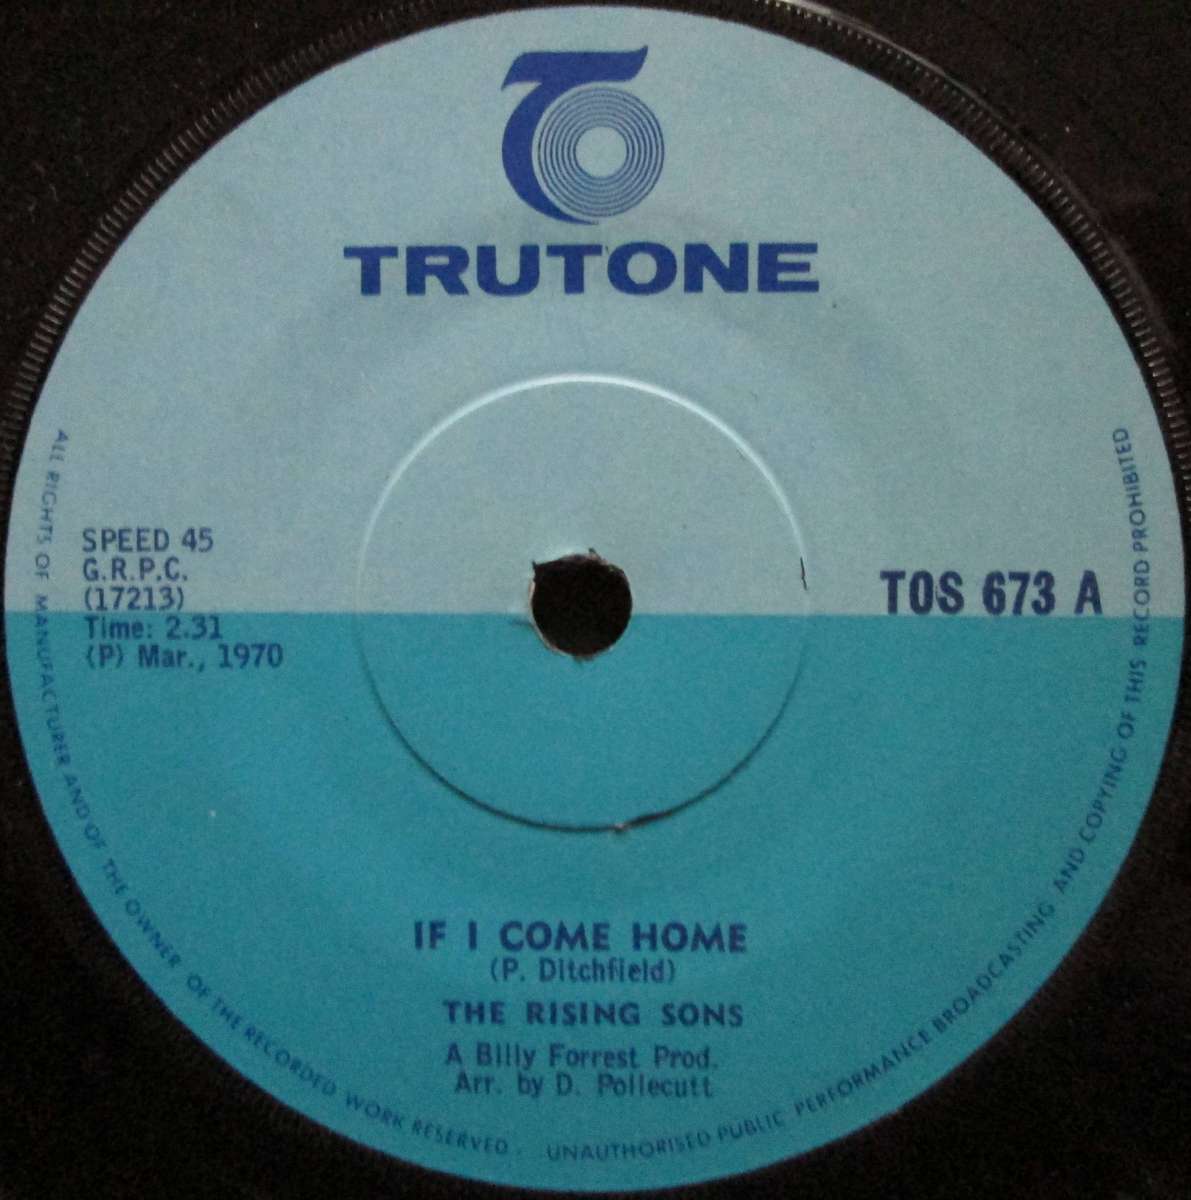 TRUTONE
SPEED 45
G.R.P.C.
(17213)
Time: 2.31
(P) Mar., 1970
TOS 673 A
IF I COME HOME
(P. Ditchfield)
THE RISING SONS
A Billy Forrest Prod.
Arr. by D. Pollecutt
ALL RIGHTS OF MANUFACTURER AND OF THE OWNER OF THE RECORDED WORK RESERVED. UNAUTHORISED PUBLIC PERFORMANCE BROADCASTING AND COPYING OF THIS RECORD PROHIBITED